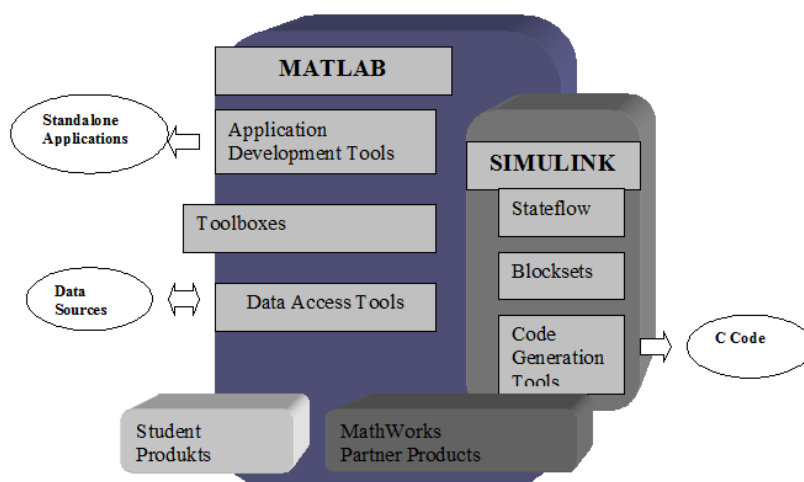 MATLAB
Standalone
Applications
Application
Development Tools
SIMULINK
Stateflow
Toolboxes
Blocksets
Data
Sources
Data Access Tools
Code
Generation
Tools
C Code
Student
Produkts
MathWorks
Partner Products